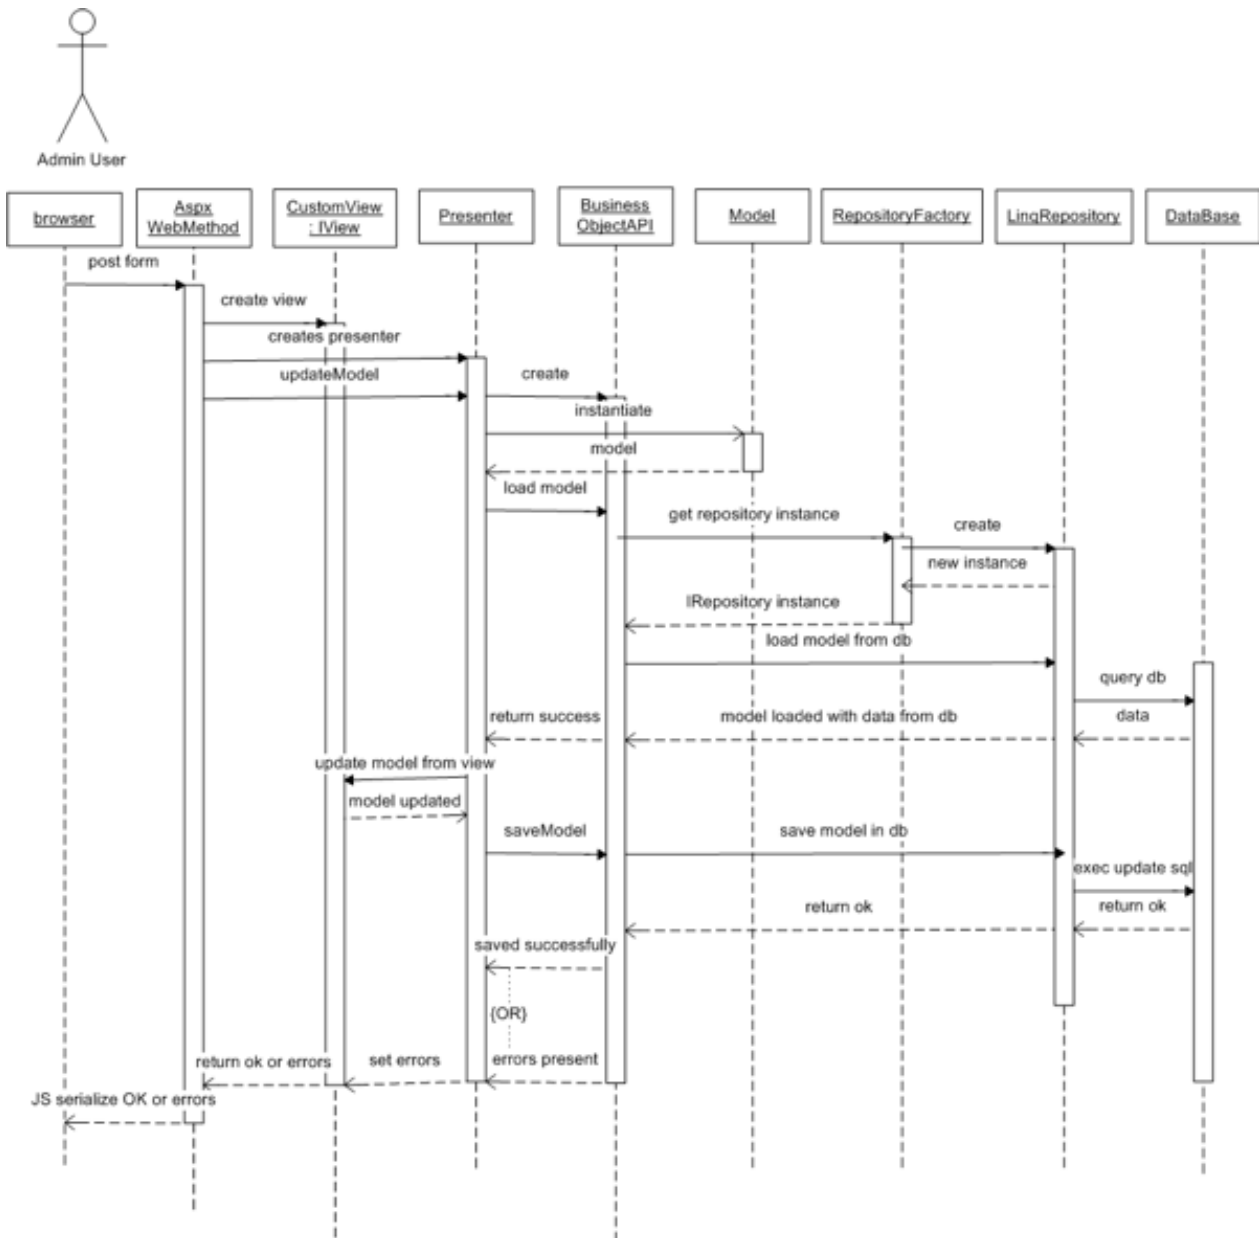 Admin User
browser
Aspx
WebMethod
CustomView
: IView
Presenter
Business
ObjectAPI
Model
RepositoryFactory
LinqRepository
DataBase
post form
create view
creates presenter
updateModel
create
instantiate
model
load model
get repository instance
create
new instance
IRepository instance
load model from db
query db
return success
model loaded with data from db
data
update model from view
model updated
saveModel
save model in db
exec update sql
return ok
return ok
saved successfully
{OR}
return ok or errors
set errors
errors present
JS serialize OK or errors